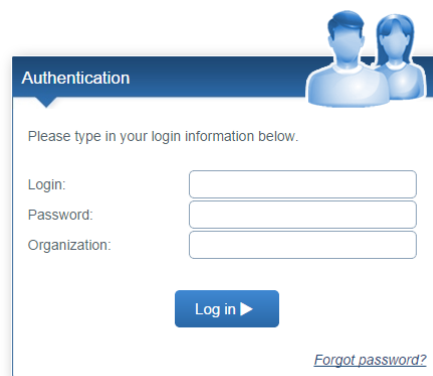 Authentication
Please type in your login information below.
Login:
Password:
Organization:
Log in
Forgot password?